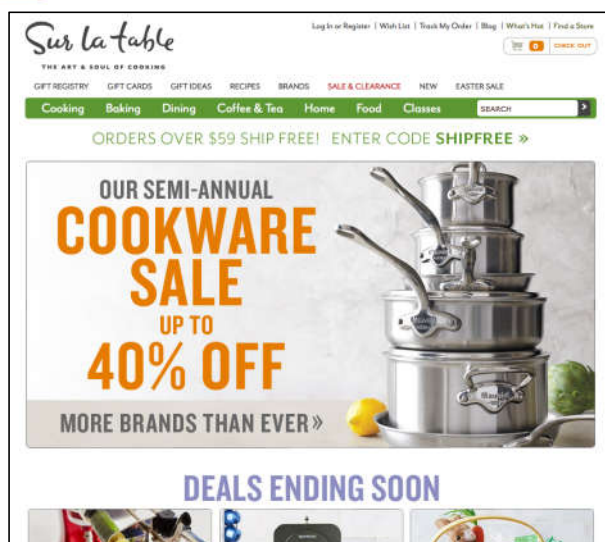 Log In or Register | Wish List | Track My Order | Blog | What's Hot | Find a Store
Sur la table
THE ART & SOUL OF COOKING
0 CHECK OUT
GIFT REGISTRY GIFT CARDS GIFT IDEAS RECIPES BRANDS SALE & CLEARANCE NEW EASTER SALE
Cooking Baking Dining Coffee & Tea Home Food Classes SEARCH
ORDERS OVER $59 SHIP FREE! ENTER CODE SHIPFREE »
OUR SEMI-ANNUAL
COOKWARE
SALE
UP TO
40% OFF
MORE BRANDS THAN EVER»
DEALS ENDING SOON